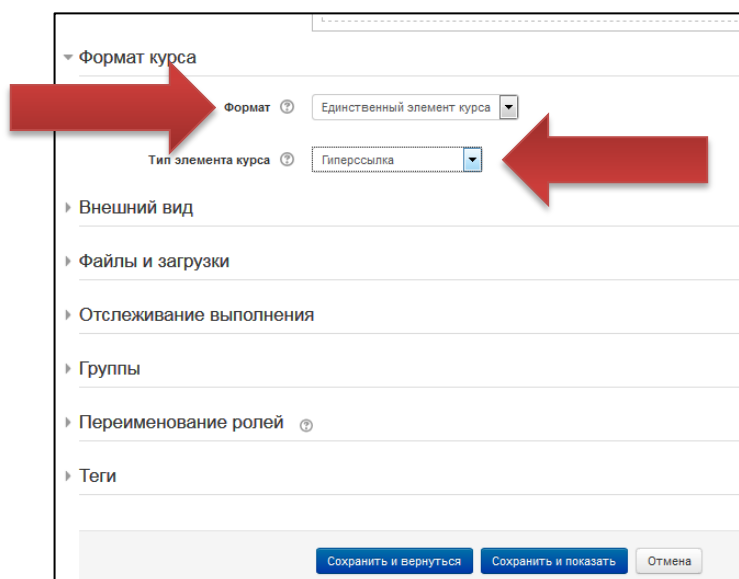 Формат курса
Формат
Единственный элемент курса
Тип элемента курса
Гиперссылка
Внешний вид
Файлы и загрузки
Отслеживание выполнения
Группы
Переименование ролей
Теги
Сохранить и вернуться Сохранить и показать Отмена